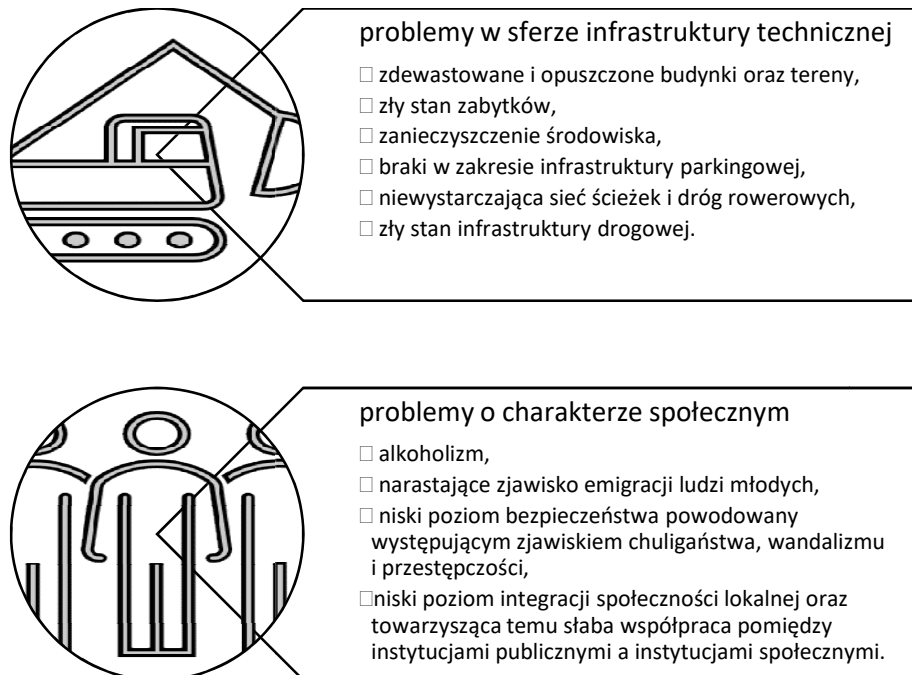 problemy w sferze infrastruktury technicznej
□ zdewastowane i opuszczone budynki oraz tereny,
□ zły stan zabytków,
□ zanieczyszczenie środowiska,
□ braki w zakresie infrastruktury parkingowej,
□ niewystarczająca sieć ścieżek i dróg rowerowych,
□ zły stan infrastruktury drogowej.
problemy o charakterze społecznym
□ alkoholizm,
□ narastające zjawisko emigracji ludzi młodych,
□ niski poziom bezpieczeństwa powodowany
występującym zjawiskiem chuligaństwa, wandalizmu
i przestępczości,
□niski poziom integracji społeczności lokalnej oraz
towarzysząca temu słaba współpraca pomiędzy
instytucjami publicznymi a instytucjami społecznymi.